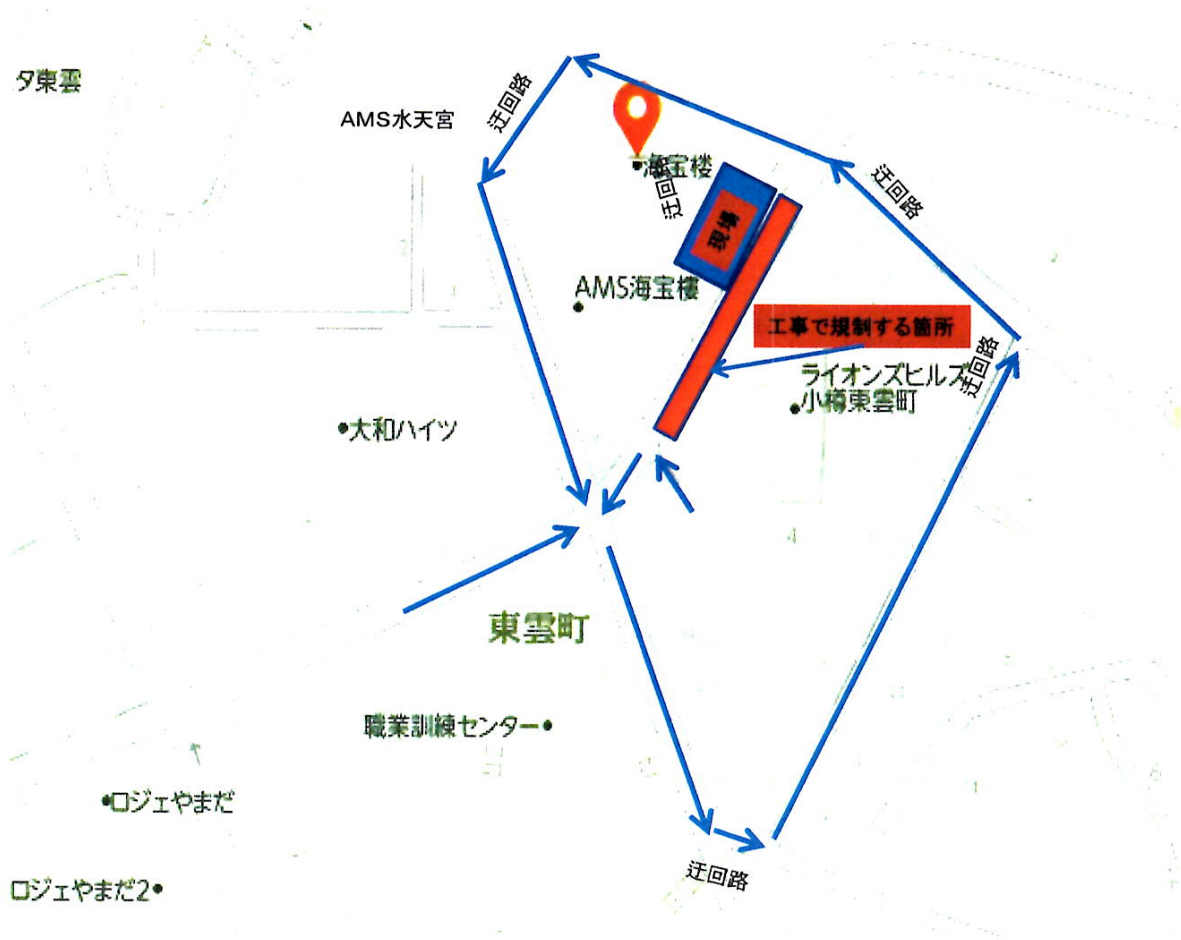 夕東雲
AMS水天宮
迂回路
海宝楼
迂回路
迂回路
現場
AMS海宝樓
工事で規制する箇所
迂回路
ライオンズヒルズ
小樽東雲町
大和ハイツ
4
東雲町
職業訓練センター
ロジェやまだ
ロジェやまだ2
迂回路